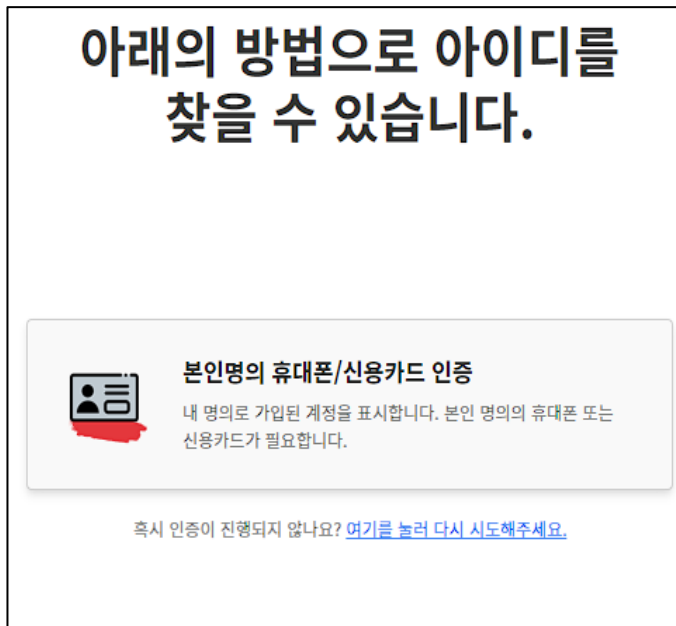 아래의 방법으로 아이디를
찾을 수 있습니다.
본인명의 휴대폰/신용카드 인증
내 명의로 가입된 계정을 표시합니다. 본인 명의의 휴대폰 또는
신용카드가 필요합니다.
혹시 인증이 진행되지 않나요? 여기를 눌러 다시 시도해주세요.